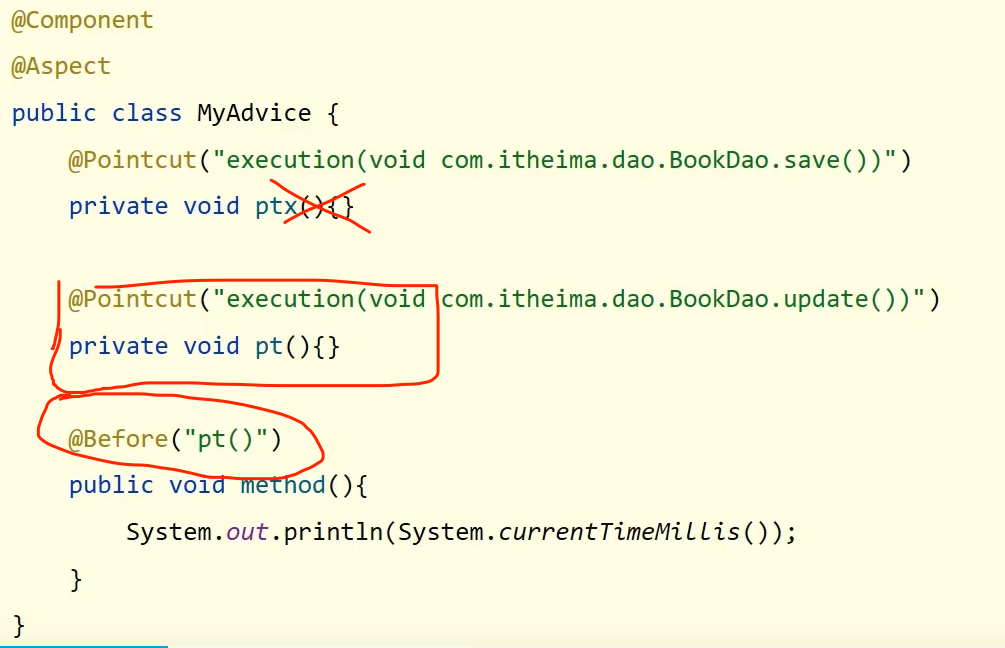 @Component
@Aspect
public class MyAdvice {
@Pointcut("execution(void com.itheima.dao.BookDao.save())")
private void ptx(){}
@Pointcut("execution(void com.itheima.dao.BookDao.update())")
private void pt(){}
@Before("pt()")
public void method(){
System.out.println(System.currentTimeMillis());
}
}